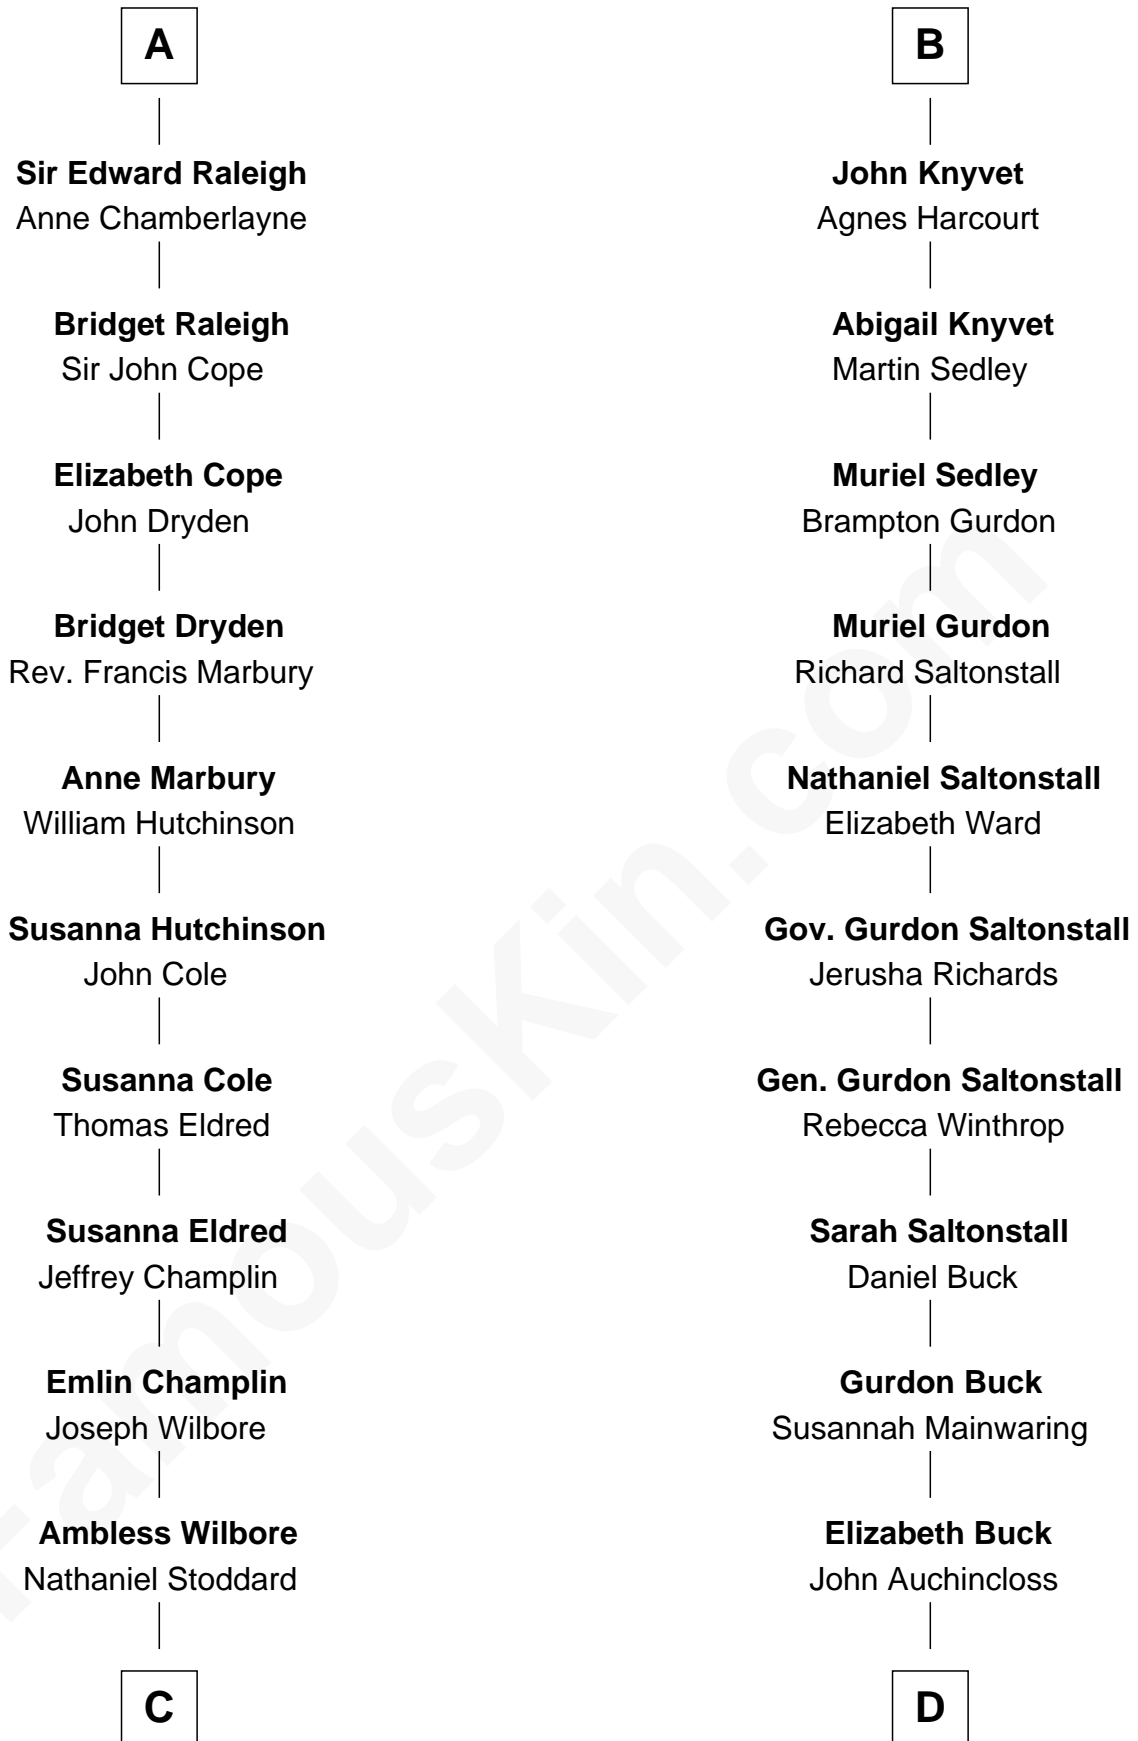 A
Sir Edward Raleigh
Anne Chamberlayne
Bridget Raleigh
Sir John Cope
Elizabeth Cope
John Dryden
Bridget Dryden
Rev. Francis Marbury
Anne Marbury
William Hutchinson
Susanna Hutchinson
John Cole
Susanna Cole
Thomas Eldred
Susanna Eldred
Jeffrey Champlin
Emlin Champlin
Joseph Wilbore
Ambless Wilbore
Nathaniel Stoddard
C
B
John Knyvet
Agnes Harcourt
Abigail Knyvet
Martin Sedley
Muriel Sedley
Brampton Gurdon
Muriel Gurdon
Richard Saltonstall
Nathaniel Saltonstall
Elizabeth Ward
Gov. Gurdon Saltonstall
Jerusha Richards
Gen. Gurdon Saltonstall
Rebecca Winthrop
Sarah Saltonstall
Daniel Buck
Gurdon Buck
Susannah Mainwaring
Elizabeth Buck
John Auchincloss
D
FamousKin.com